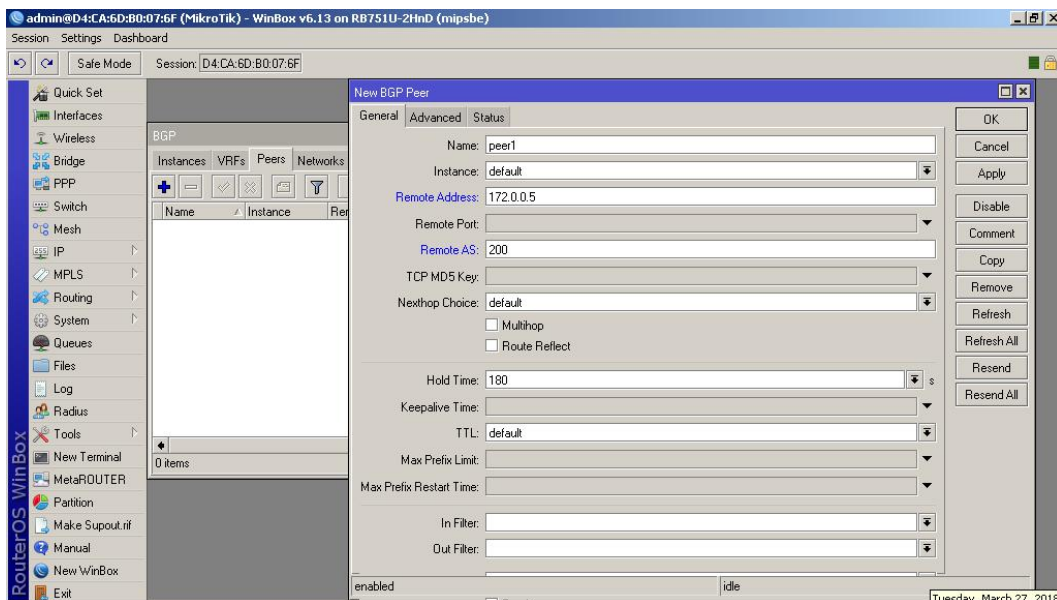 admin@D4:CA:6D:B0:07:6F (MikroTik) - WinBox v6.13 on RB751U-2HnD (mipsbe)
Session Settings Dashboard
Safe Mode Session: D4:CA:6D:B0:07:6F
RouterOS WinBox
Quick Set
Interfaces
Wireless
Bridge
PPP
Switch
Mesh
IP
MPLS
Routing
System
Queues
Files
Log
Radius
Tools
New Terminal
MetaROUTER
Partition
Make Supout.rif
Manual
New WinBox
Exit
BGP
Instances VRFs Peers Networks
Name Instance Rer
0 items
New BGP Peer
General Advanced Status
Name: peer1
Instance: default
Remote Address: 172.0.0.5
Remote Port:
Remote AS: 200
TCP MD5 Key:
Nexthop Choice: default
Multihop
Route Reflect
Hold Time: 180 s
Keepalive Time:
TTL: default
Max Prefix Limit:
Max Prefix Restart Time:
In Filter:
Out Filter:
enabled idle
OK
Cancel
Apply
Disable
Comment
Copy
Remove
Refresh
Refresh All
Resend
Resend All
Tuesday, March 27, 2018